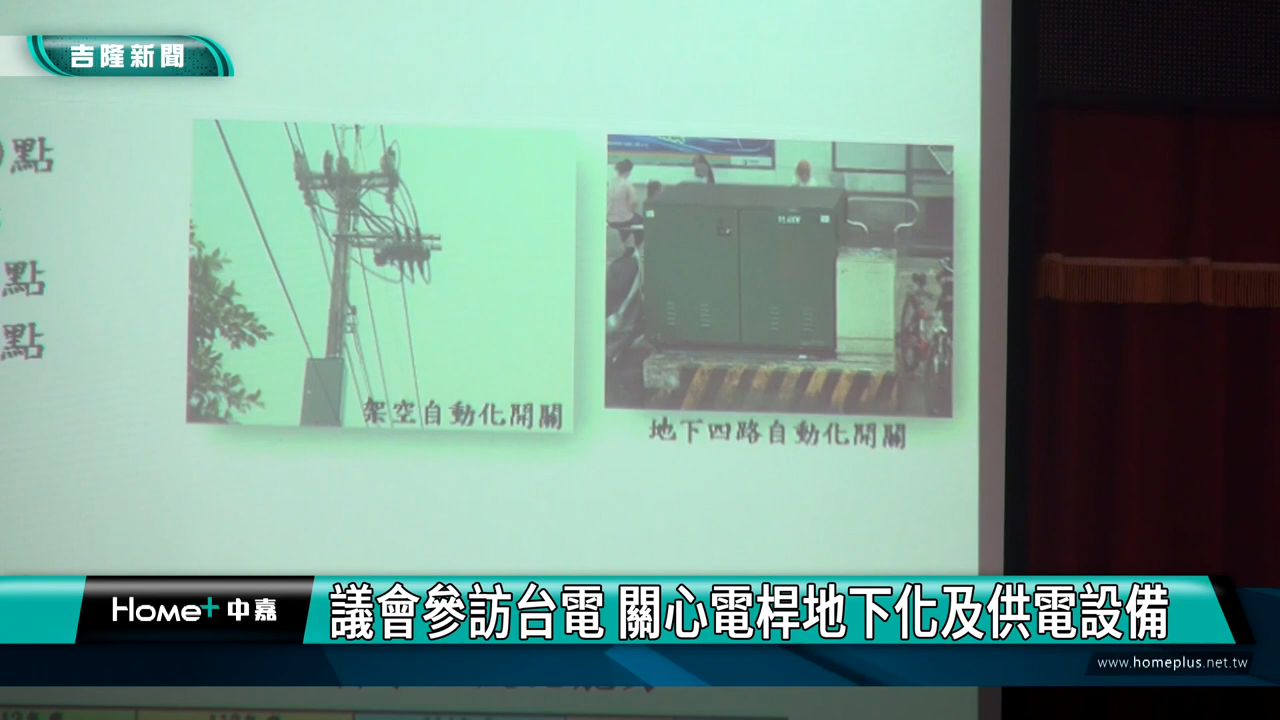 吉隆新聞
點
點
點
11.4KW
架空自動化開關
地下四路自動化開關
Home+中嘉
議會參訪台電 關心電桿地下化及供電設備
www.homeplus.net.tw